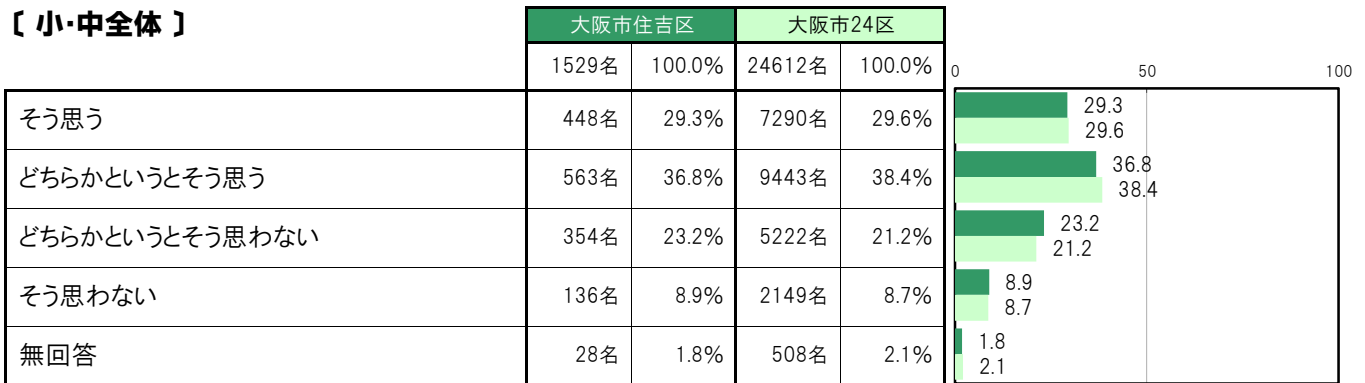 〔 小・中全体 〕
大阪市住吉区 大阪市24区
1529名 100.0% 24612名 100.0%
0 50 100
そう思う 448名 29.3% 7290名 29.6%
29.3
29.6
どちらかというとそう思う 563名 36.8% 9443名 38.4%
36.8
38.4
どちらかというとそう思わない 354名 23.2% 5222名 21.2%
23.2
21.2
そう思わない 136名 8.9% 2149名 8.7%
8.9
8.7
無回答 28名 1.8% 508名 2.1%
1.8
2.1